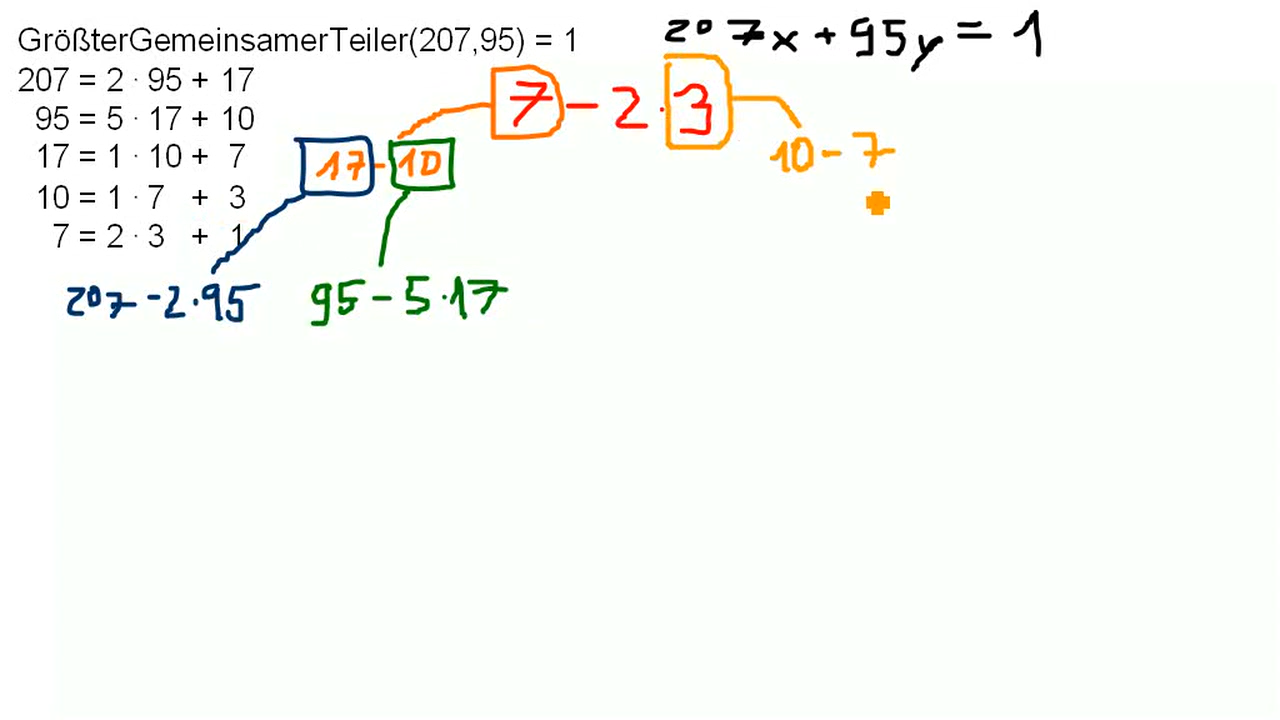 GrößterGemeinsamerTeiler(207,95) = 1
207x + 95y = 1
207 = 2 · 95 + 17
95 = 5 · 17 + 10
17 = 1 · 10 + 7
10 = 1 · 7 + 3
7 = 2 · 3 + 1
7 - 2 · 3
17 - 10
10 - 7
207 - 2 · 95
95 - 5 · 17